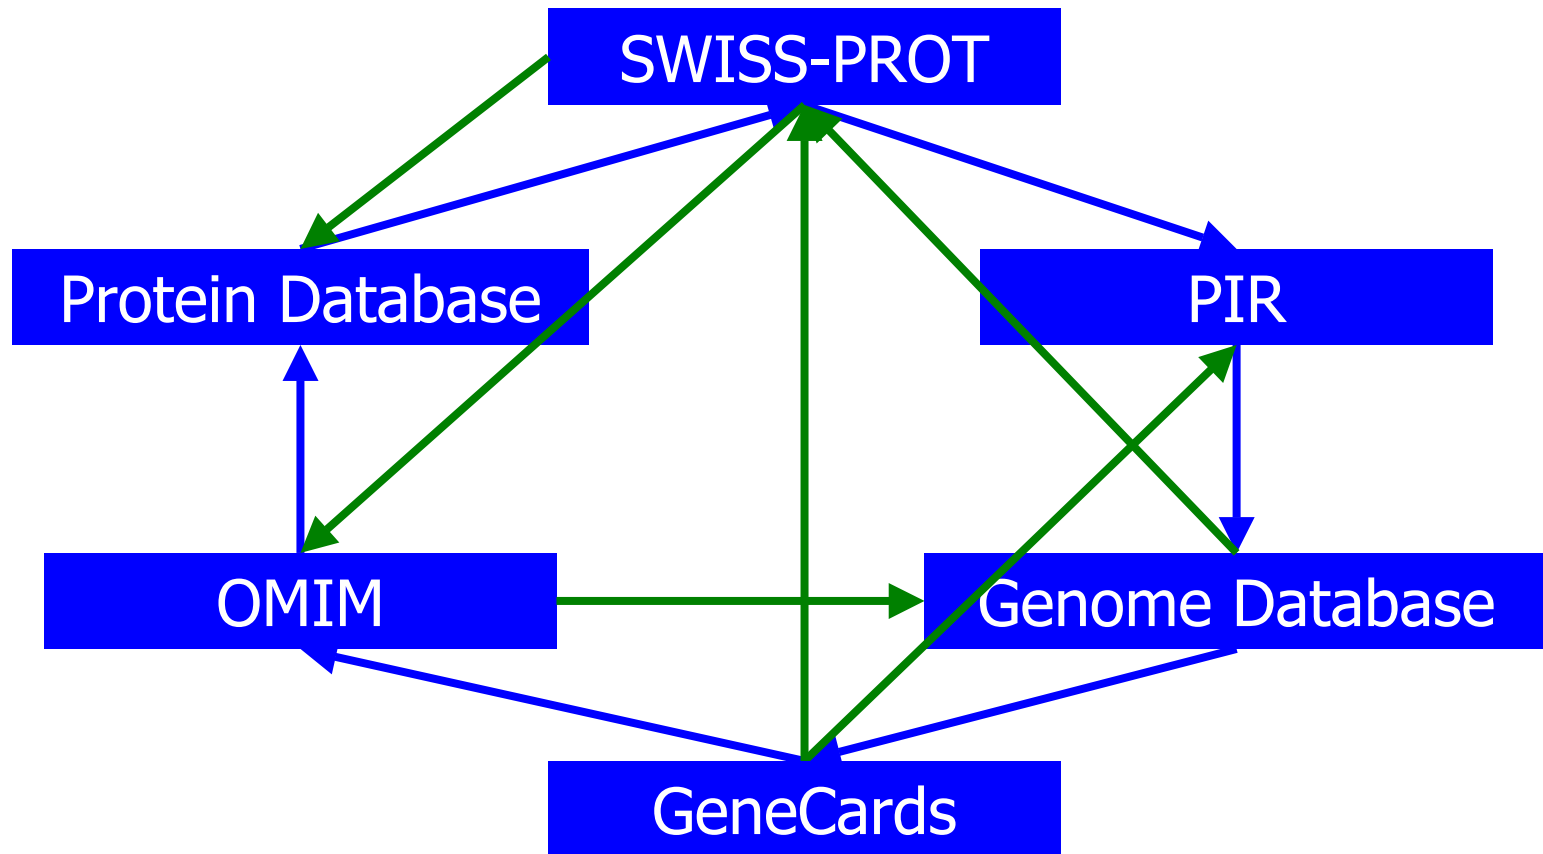 SWISS-PROT
Protein Database
PIR
OMIM
Genome Database
GeneCards